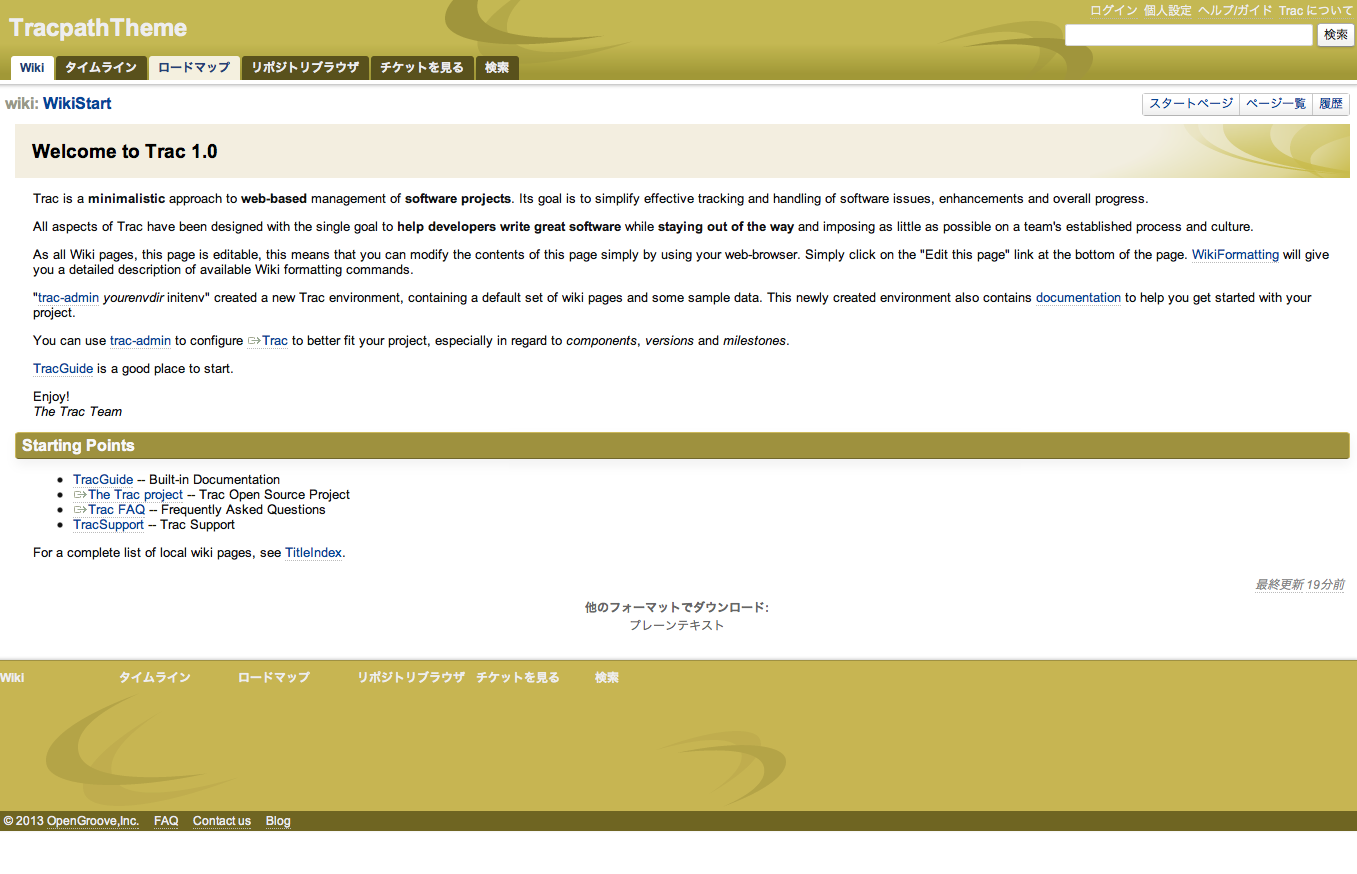 TracpathTheme
ログイン 個人設定 ヘルプ/ガイド Trac について
検索
Wiki タイムライン ロードマップ リポジトリブラウザ チケットを見る 検索
wiki: WikiStart
スタートページ ページ一覧 履歴
Welcome to Trac 1.0
Trac is a minimalistic approach to web-based management of software projects. Its goal is to simplify effective tracking and handling of software issues, enhancements and overall progress.
All aspects of Trac have been designed with the single goal to help developers write great software while staying out of the way and imposing as little as possible on a team's established process and culture.
As all Wiki pages, this page is editable, this means that you can modify the contents of this page simply by using your web-browser. Simply click on the "Edit this page" link at the bottom of the page. WikiFormatting will give
you a detailed description of available Wiki formatting commands.
"trac-admin yourenvdir initenv" created a new Trac environment, containing a default set of wiki pages and some sample data. This newly created environment also contains documentation to help you get started with your
project.
You can use trac-admin to configure Trac to better fit your project, especially in regard to components, versions and milestones.
TracGuide is a good place to start.
Enjoy!
The Trac Team
Starting Points
• TracGuide -- Built-in Documentation
• The Trac project -- Trac Open Source Project
• Trac FAQ -- Frequently Asked Questions
• TracSupport -- Trac Support
For a complete list of local wiki pages, see TitleIndex.
最終更新 19分前
他のフォーマットでダウンロード:
プレーンテキスト
Wiki タイムライン ロードマップ リポジトリブラウザ チケットを見る 検索
© 2013 OpenGroove,Inc. FAQ Contact us Blog